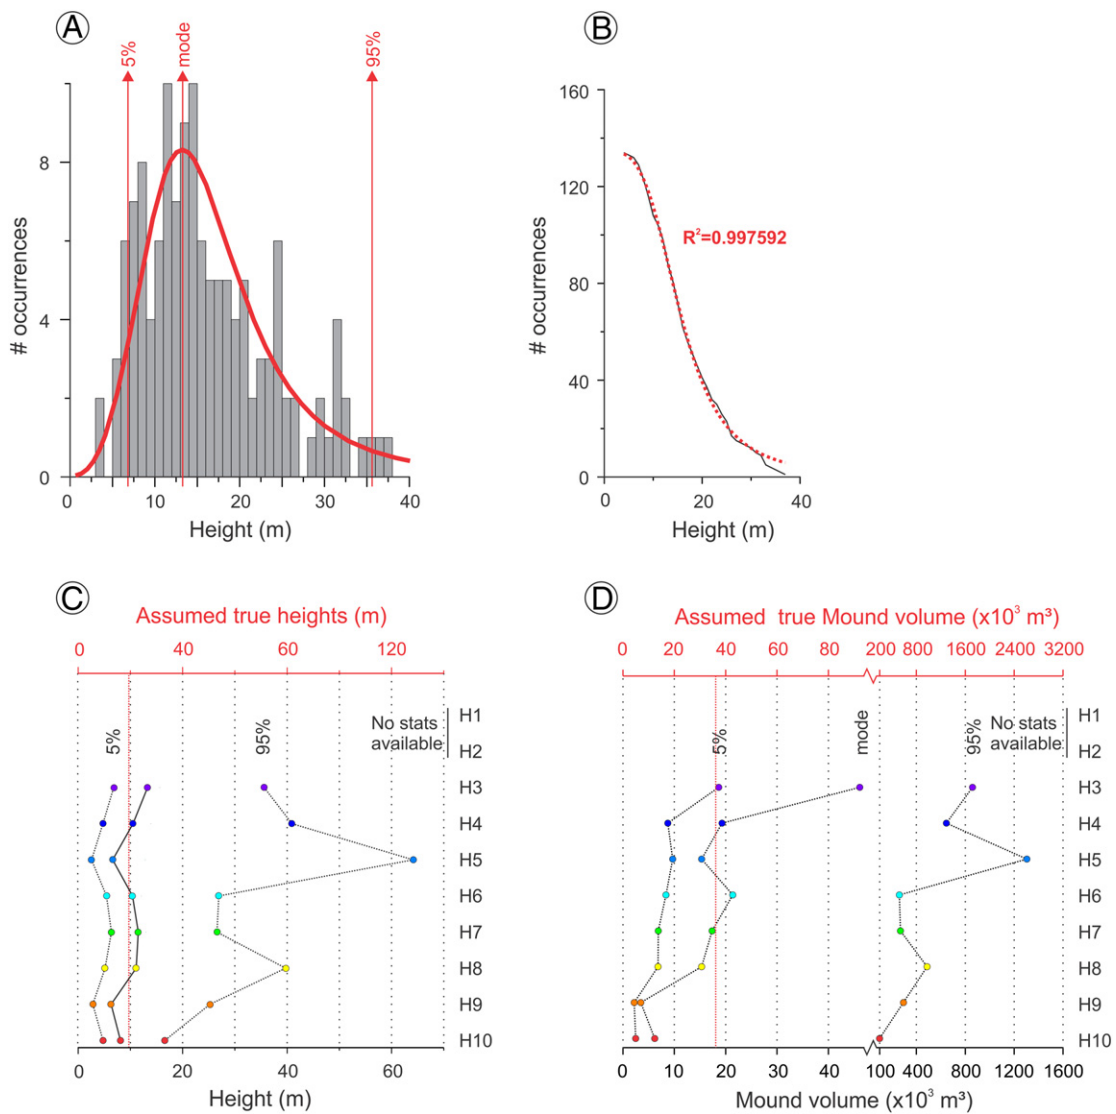 A
5%
mode
95%
# occurrences
8
4
0
0 10 20 30 40
Height (m)
B
160
120
80
40
0
# occurrences
R²=0.997592
0 20 40
Height (m)
C
Assumed true heights (m)
0 40 60 120
5%
95%
No stats
available
H1
H2
H3
H4
H5
H6
H7
H8
H9
H10
0 20 40 60
Height (m)
D
Assumed true Mound volume (x10³ m³)
0 20 40 60 80 200 800 1600 2400 3200
5%
mode
95%
No stats
available
H1
H2
H3
H4
H5
H6
H7
H8
H9
H10
0 20 40 60 80 100 400 800 1200 1600
Mound volume (x10³ m³)